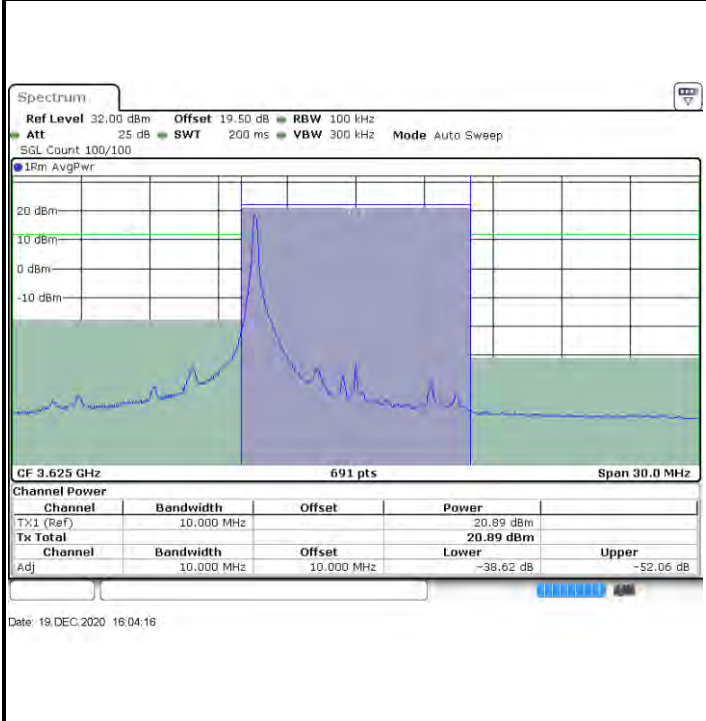 Spectrum
Ref Level 32.00 dBm Offset 19.50 dB RBW 100 kHz
Att 25 dB SWT 200 ms VBW 300 kHz Mode Auto Sweep
SGL Count 100/100
1Rm AvgPwr
20 dBm
10 dBm
0 dBm
-10 dBm
CF 3.625 GHz 691 pts Span 30.0 MHz
Channel Power
Channel Bandwidth Offset Power
TX1 (Ref) 10.000 MHz 20.89 dBm
Tx Total 20.89 dBm
Channel Bandwidth Offset Lower Upper
Adj 10.000 MHz 10.000 MHz -38.62 dB -52.06 dB
Date: 19.DEC.2020 16:04:16